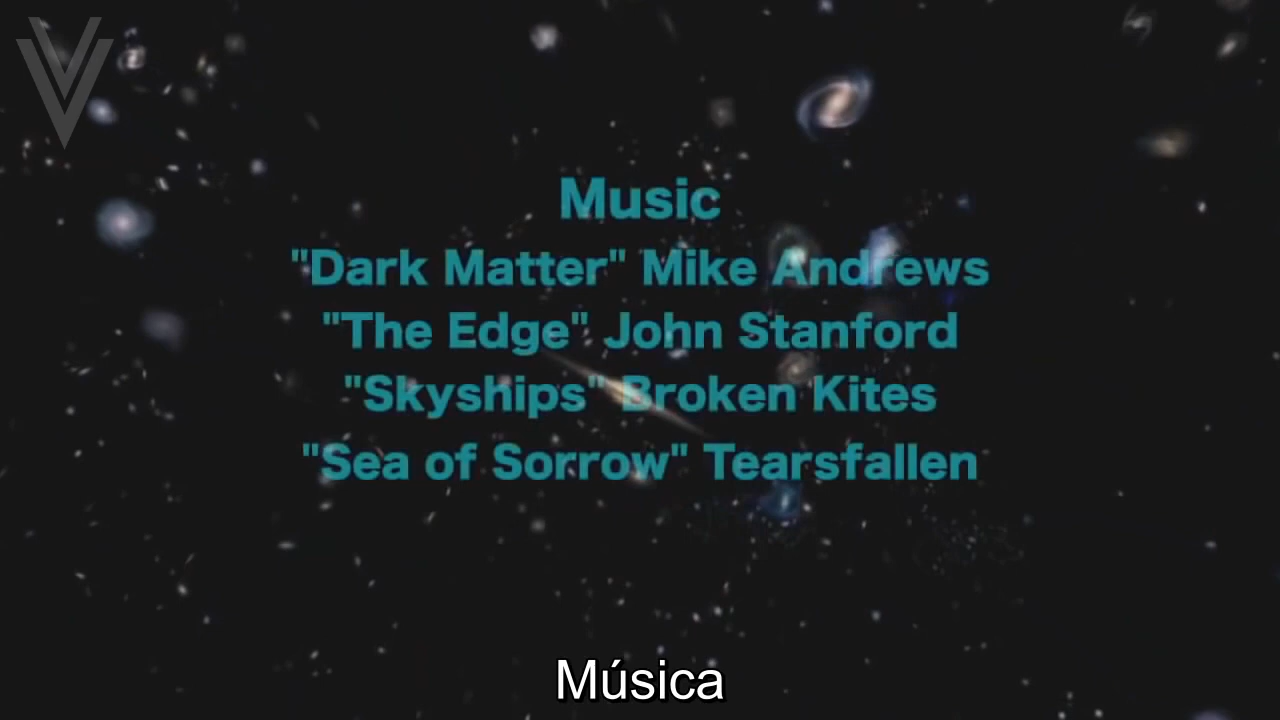 Music
"Dark Matter" Mike Andrews
"The Edge" John Stanford
"Skyships" Broken Kites
"Sea of Sorrow" Tearsfallen
Música